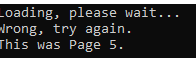 Loading, please wait...
Wrong, try again.
This was Page 5.